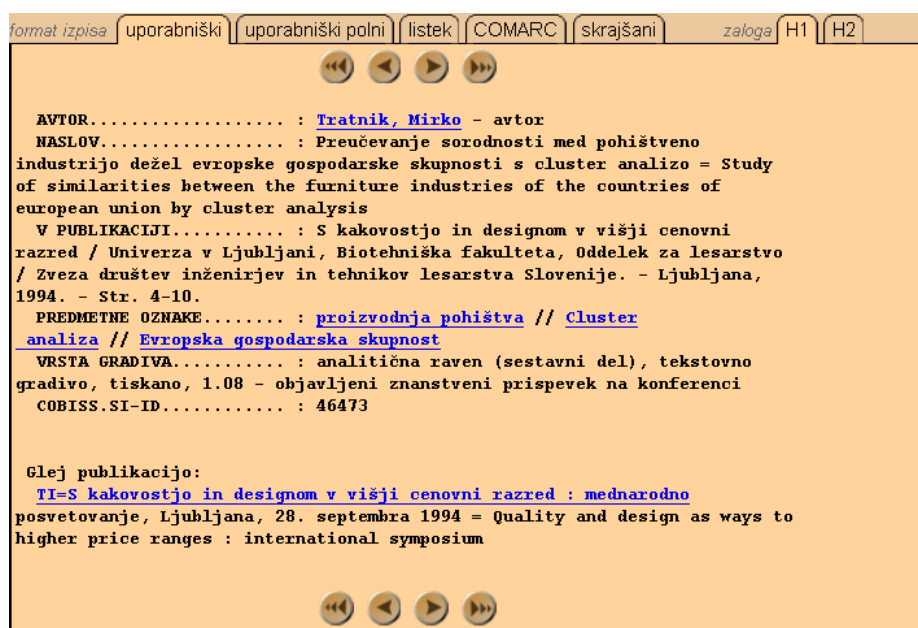 format izpisa uporabniški uporabniški polni listek COMARC skrajšani zaloga H1 H2
AVTOR................... : Tratnik, Mirko - avtor
NASLOV.................. : Preučevanje sorodnosti med pohištveno
industrijo dežel evropske gospodarske skupnosti s cluster analizo = Study
of similarities between the furniture industries of the countries of
european union by cluster analysis
V PUBLIKACIJI........... : S kakovostjo in designom v višji cenovni
razred / Univerza v Ljubljani, Biotehniška fakulteta, Oddelek za lesarstvo
/ Zveza društev inženirjev in tehnikov lesarstva Slovenije. - Ljubljana,
1994. - Str. 4-10.
PREDMETNE OZNAKE........ : proizvodnja pohištva // Cluster
analiza // Evropska gospodarska skupnost
VRSTA GRADIVA........... : analitična raven (sestavni del), tekstovno
gradivo, tiskano, 1.08 - objavljeni znanstveni prispevek na konferenci
COBISS.SI-ID............ : 46473
Glej publikacijo:
TI=S kakovostjo in designom v višji cenovni razred : mednarodno
posvetovanje, Ljubljana, 28. septembra 1994 = Quality and design as ways to
higher price ranges : international symposium